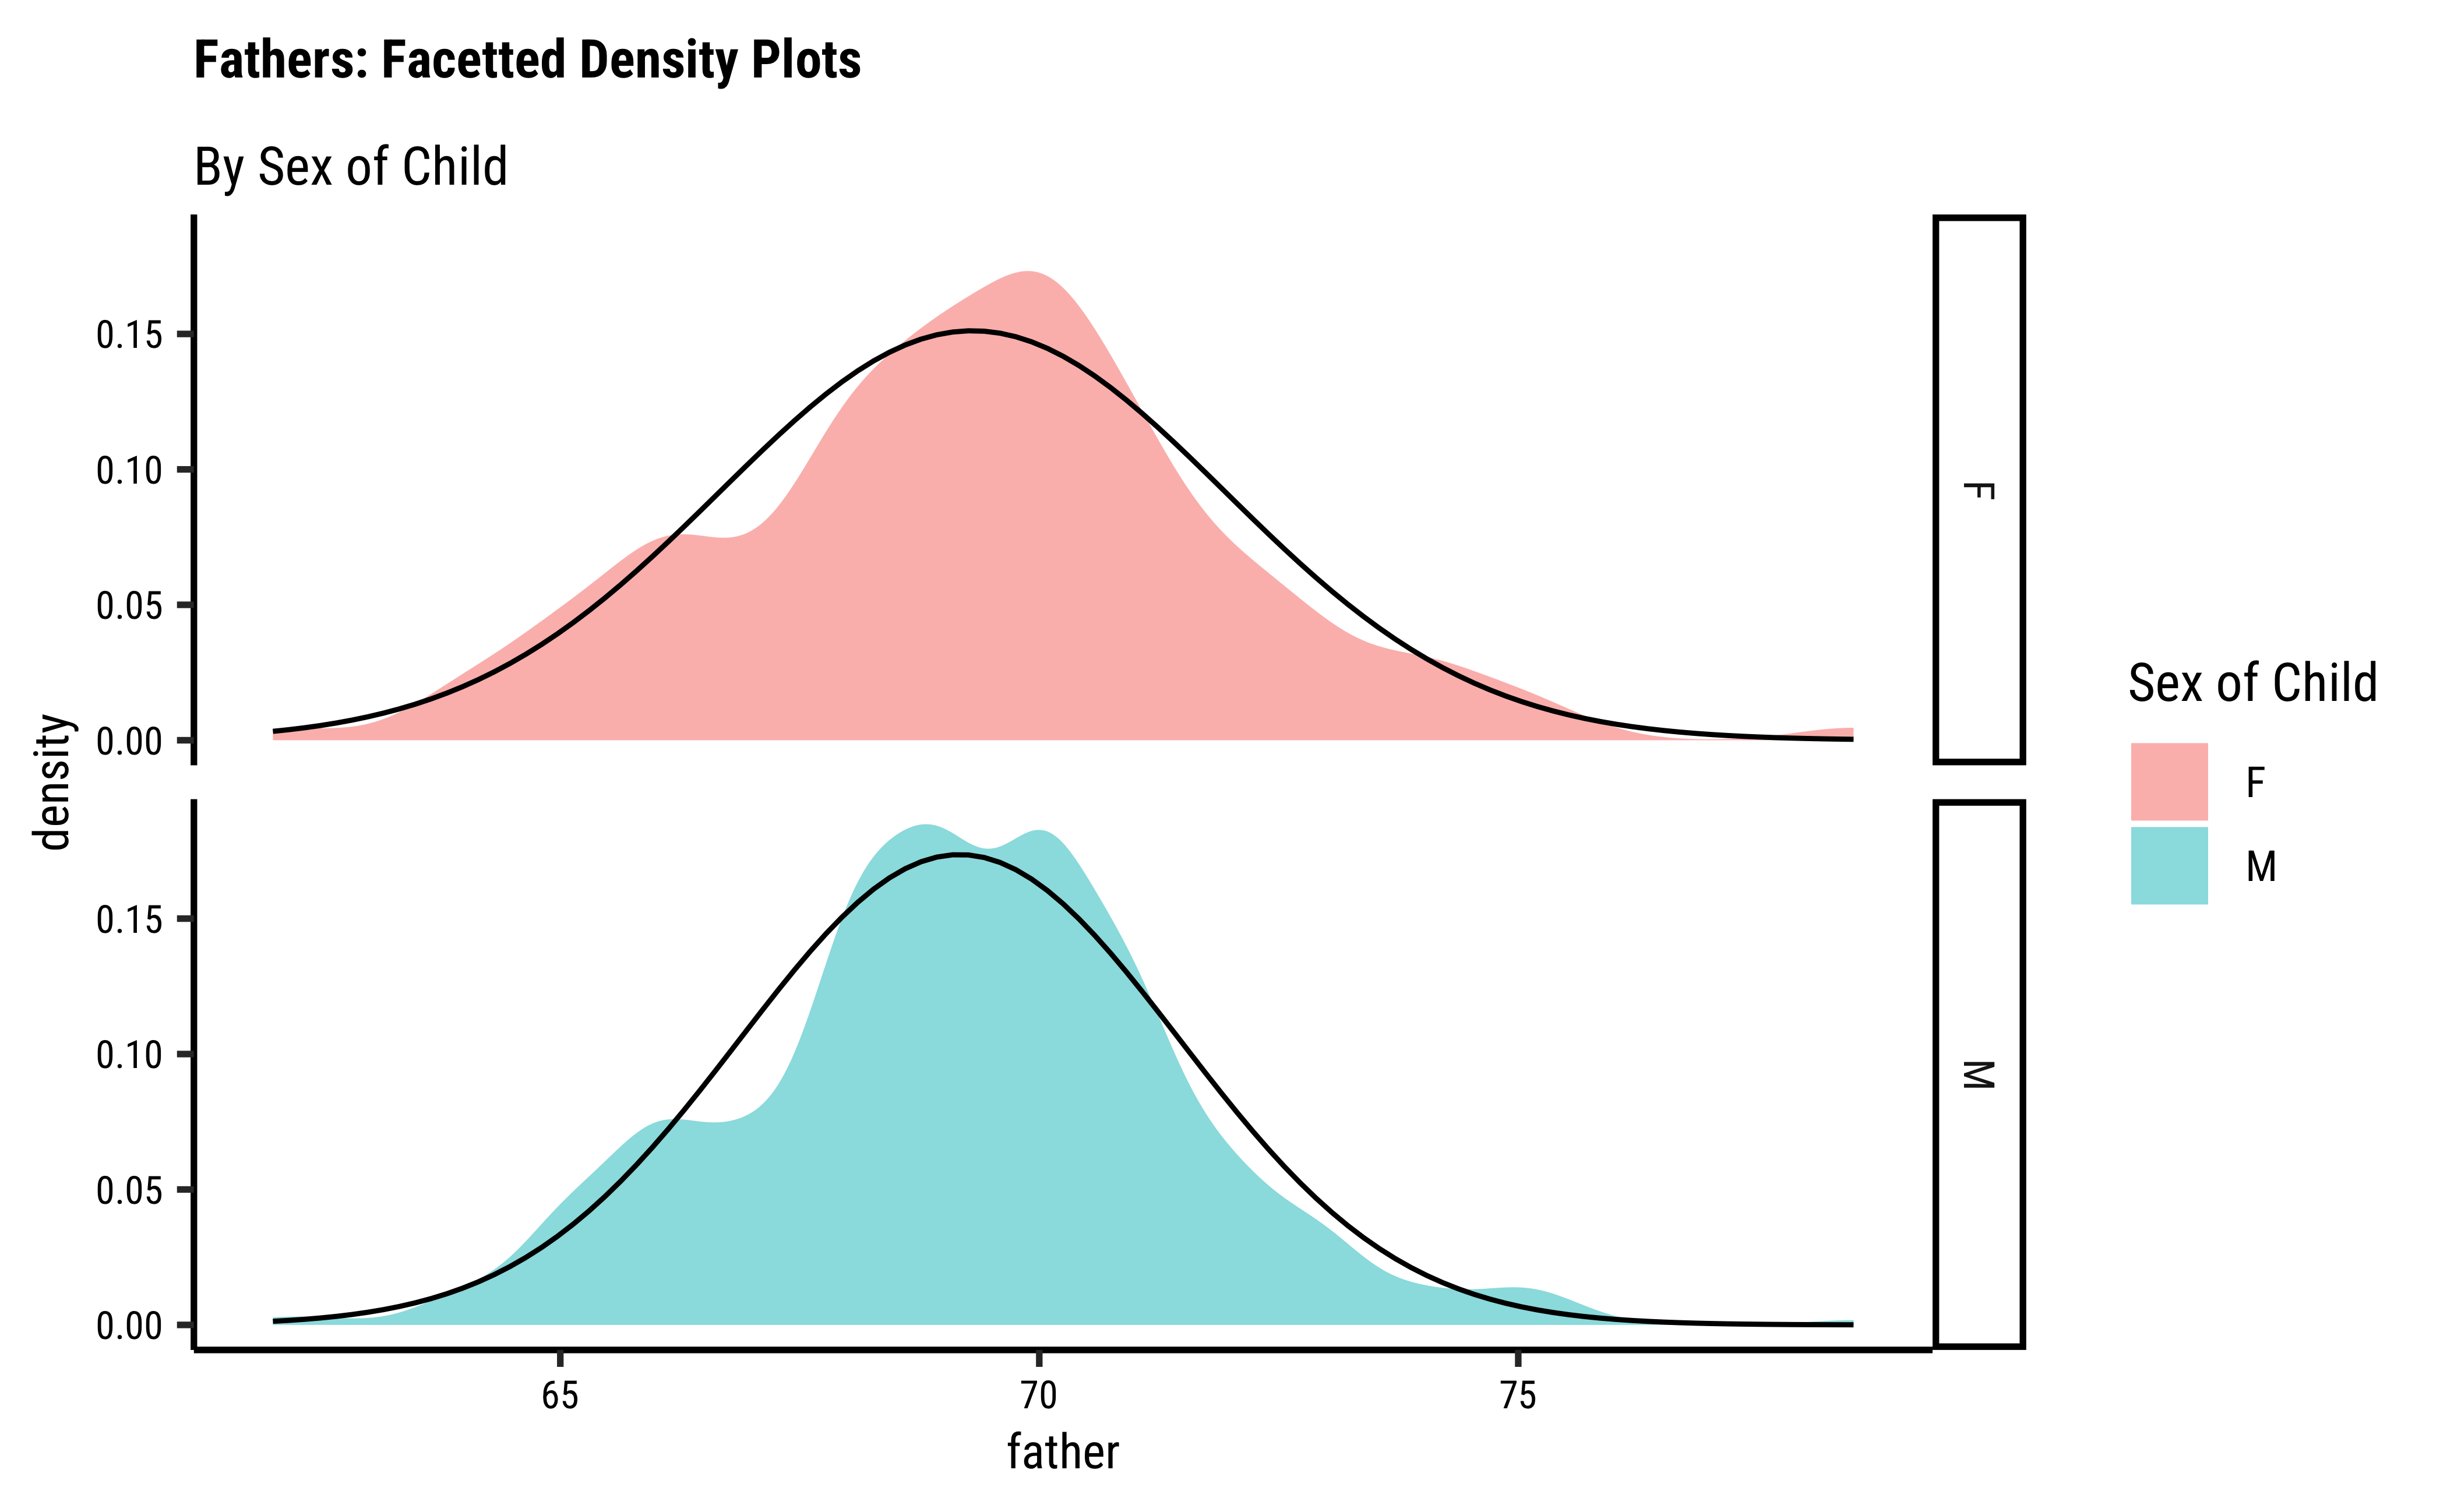 Fathers: Facetted Density Plots
By Sex of Child
density
0.15
0.10
0.05
0.00
F
0.15
0.10
0.05
0.00
M
65
70
75
father
Sex of Child
F
M